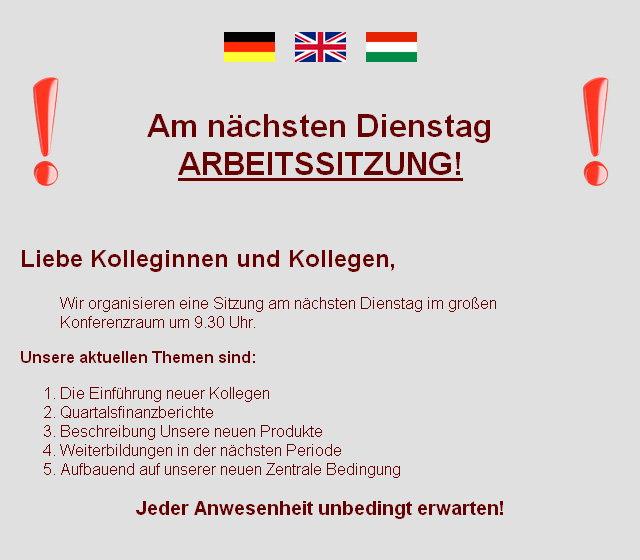 Am nächsten Dienstag
ARBEITSSITZUNG!
Liebe Kolleginnen und Kollegen,
Wir organisieren eine Sitzung am nächsten Dienstag im großen
Konferenzraum um 9.30 Uhr.
Unsere aktuellen Themen sind:
1. Die Einführung neuer Kollegen
2. Quartalsfinanzberichte
3. Beschreibung Unsere neuen Produkte
4. Weiterbildungen in der nächsten Periode
5. Aufbauend auf unserer neuen Zentrale Bedingung
Jeder Anwesenheit unbedingt erwarten!